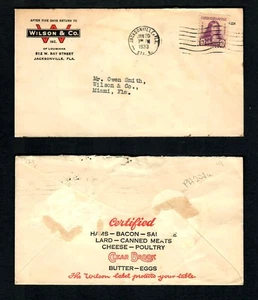 AFTER FIVE DAYS RETURN TO
WILSON & CO.
INC.
OF LOUISIANA
812 W. BAY STREET
JACKSONVILLE, FLA.
JACKSONVILLE, FLA.
1933
Mr. Owen Smith,
Wilson & Co.,
Miami, Fla.
Certified
HAMS - BACON -
LARD - CANNED MEATS
CHEESE - POULTRY
BUTTER - EGGS
The Wilson label protects your table.